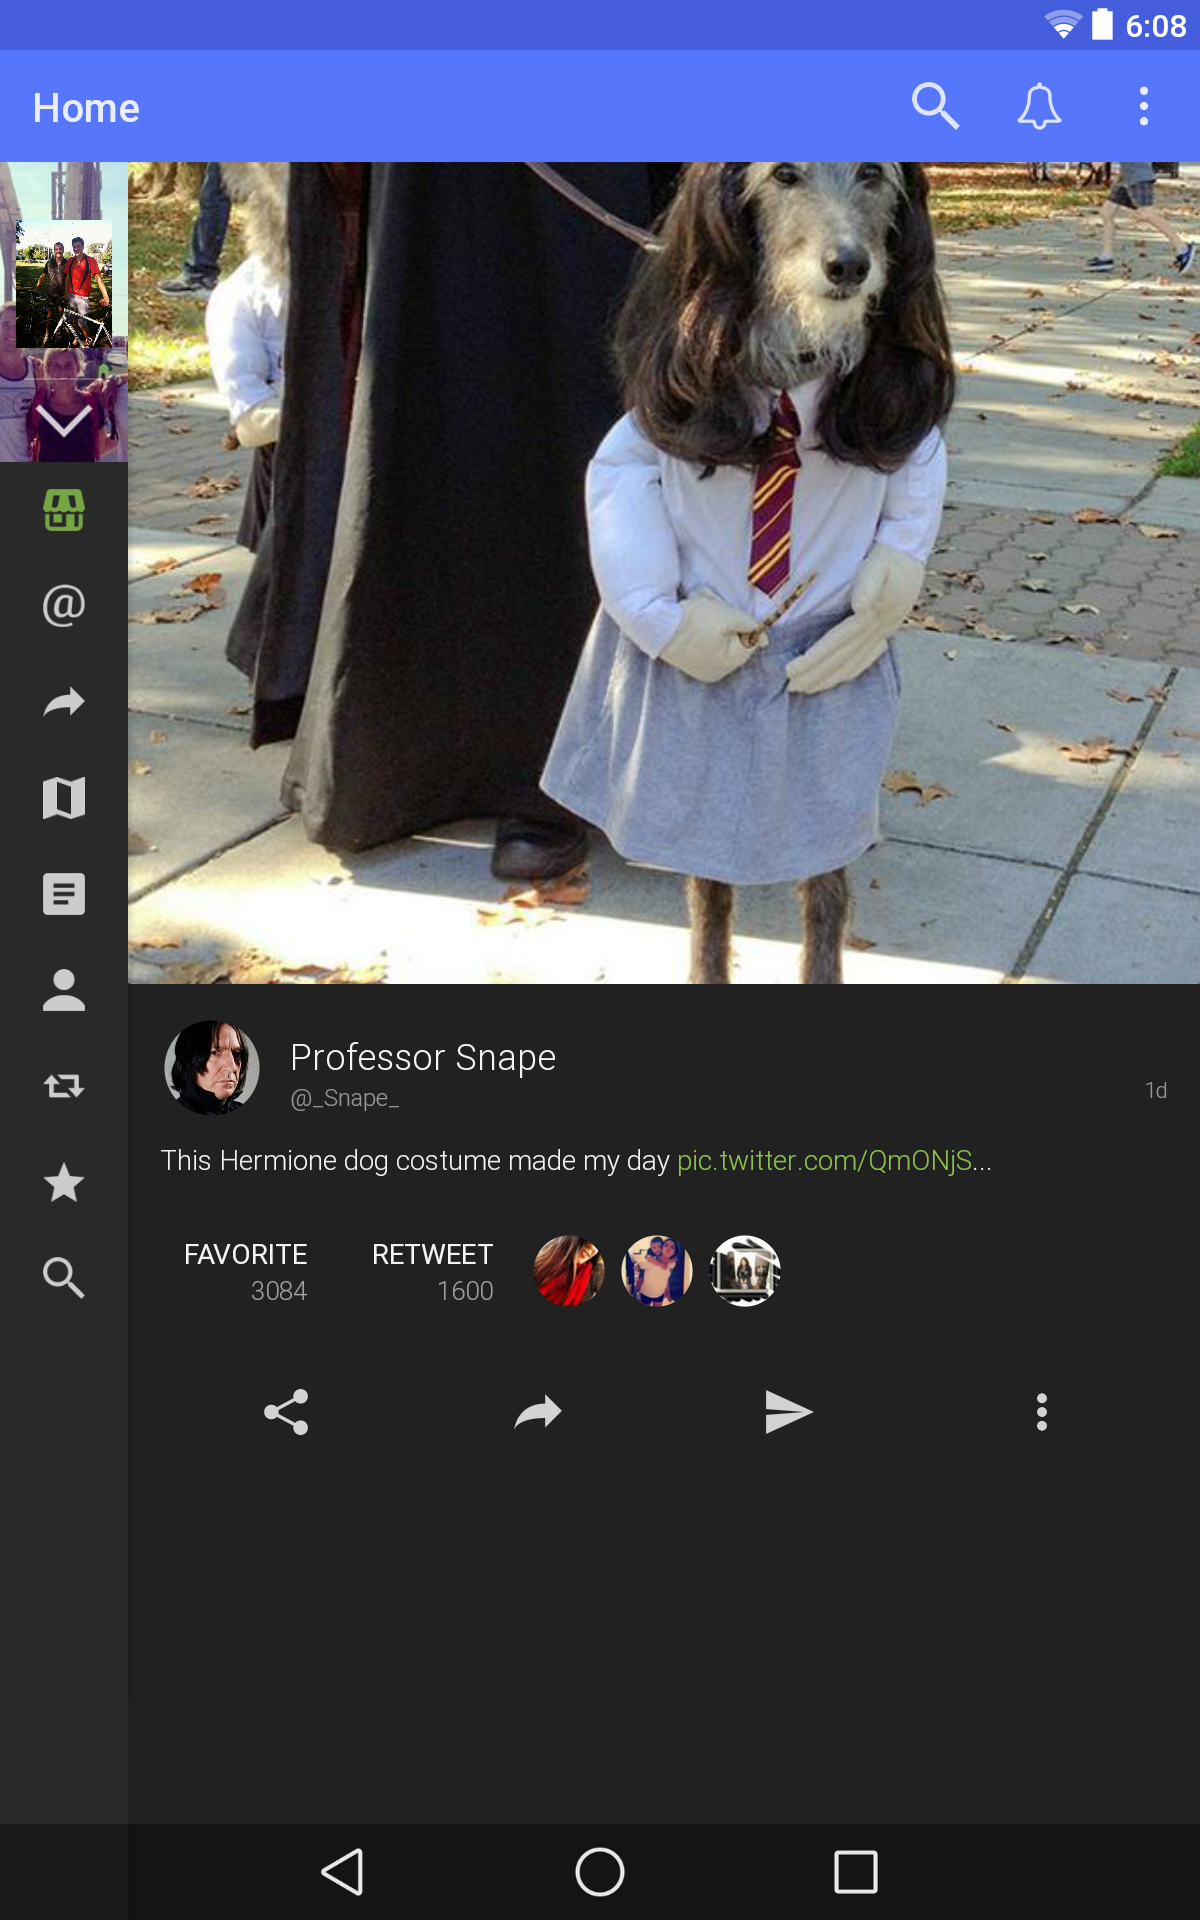 6:08
Home
@
Professor Snape
@_Snape_
1d
This Hermione dog costume made my day pic.twitter.com/QmONjS...
FAVORITE RETWEET
3084 1600